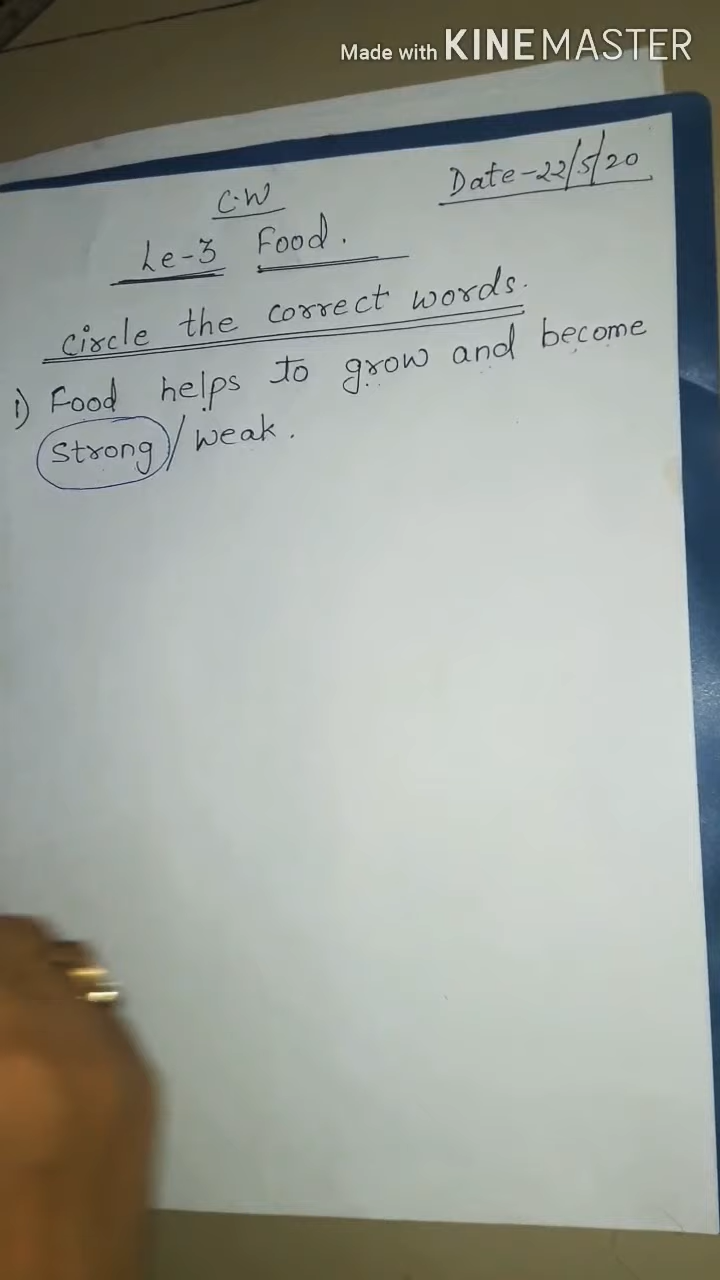 Made with KINEMASTER
C.W
Date-22/5/20
Le-3 Food.
circle the correct words.
1) Food helps to grow and become
Strong/weak.